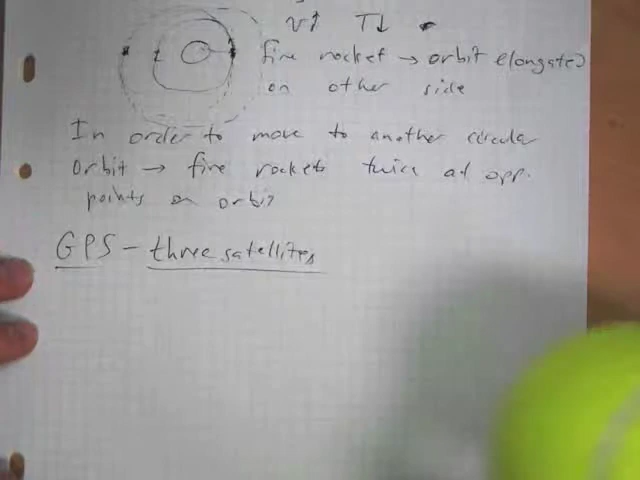 v↑ T↓
fire rocket → orbit elongated
on other side
In order to move to another circular
orbit → fire rockets twice at opp.
points on orbit
GPS - three satellites